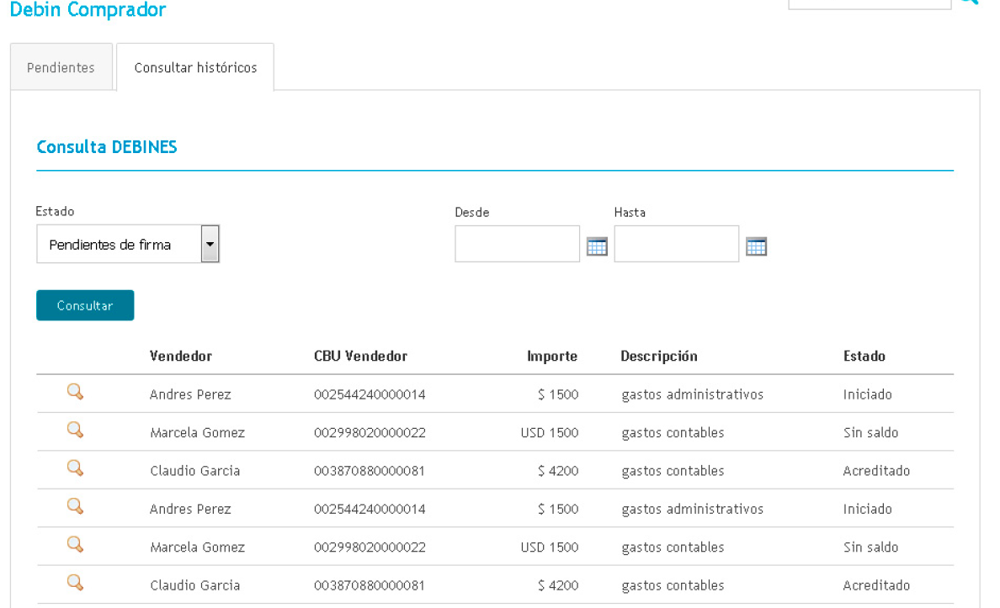 Debin Comprador
Pendientes Consultar históricos
Consulta DEBINES
Estado Desde Hasta
Pendientes de firma
Consultar
Vendedor CBU Vendedor Importe Descripción Estado
Andres Perez 002544240000014 $ 1500 gastos administrativos Iniciado
Marcela Gomez 002998020000022 USD 1500 gastos contables Sin saldo
Claudio Garcia 003870880000081 $ 4200 gastos contables Acreditado
Andres Perez 002544240000014 $ 1500 gastos administrativos Iniciado
Marcela Gomez 002998020000022 USD 1500 gastos contables Sin saldo
Claudio Garcia 003870880000081 $ 4200 gastos contables Acreditado